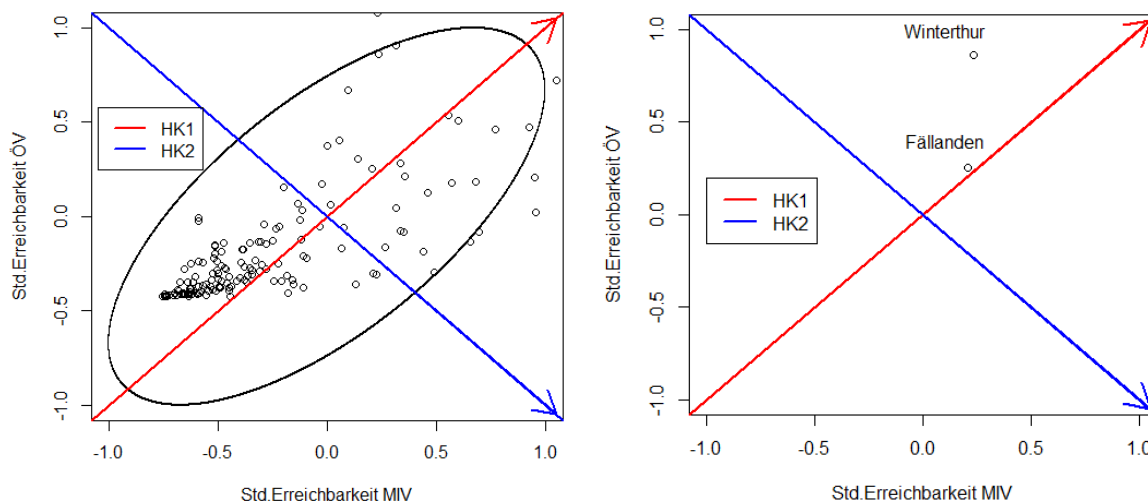 1.0
0.5
0.0
-0.5
-1.0
Std.Erreichbarkeit ÖV
HK1
HK2
-1.0 -0.5 0.0 0.5 1.0
Std.Erreichbarkeit MIV
1.0
0.5
0.0
-0.5
-1.0
Std.Erreichbarkeit ÖV
Winterthur
Fällanden
HK1
HK2
-1.0 -0.5 0.0 0.5 1.0
Std.Erreichbarkeit MIV